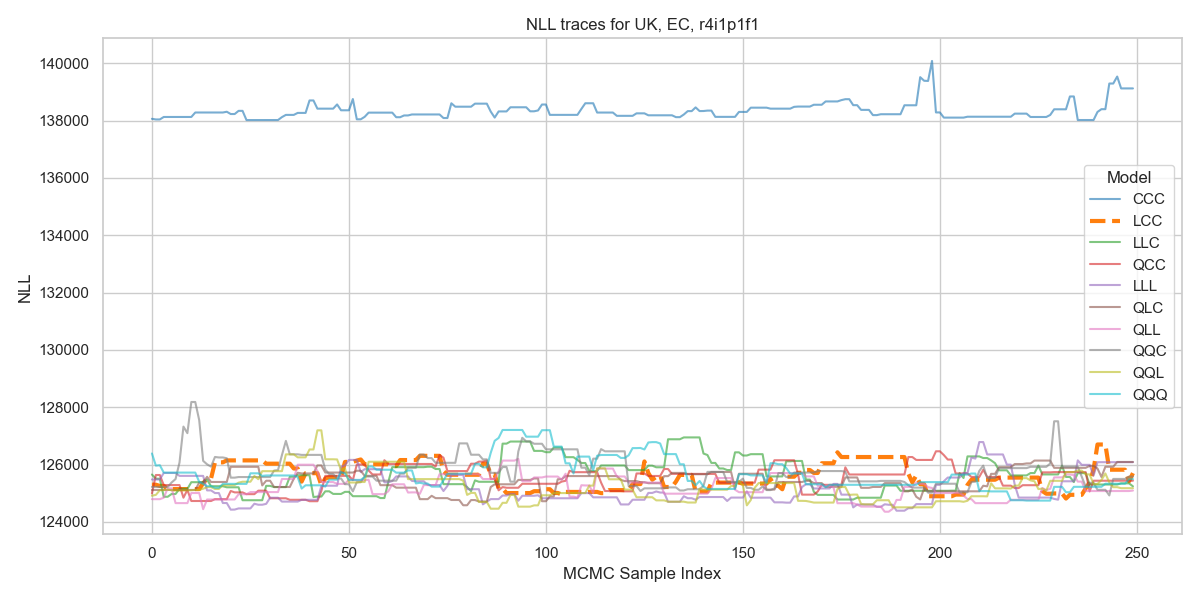 NLL traces for UK, EC, r4i1p1f1
NLL
140000
138000
136000
134000
132000
130000
128000
126000
124000
0
50
100
150
200
250
MCMC Sample Index
Model
CCC
LCC
LLC
QCC
LLL
QLC
QLL
QQC
QQL
QQQ